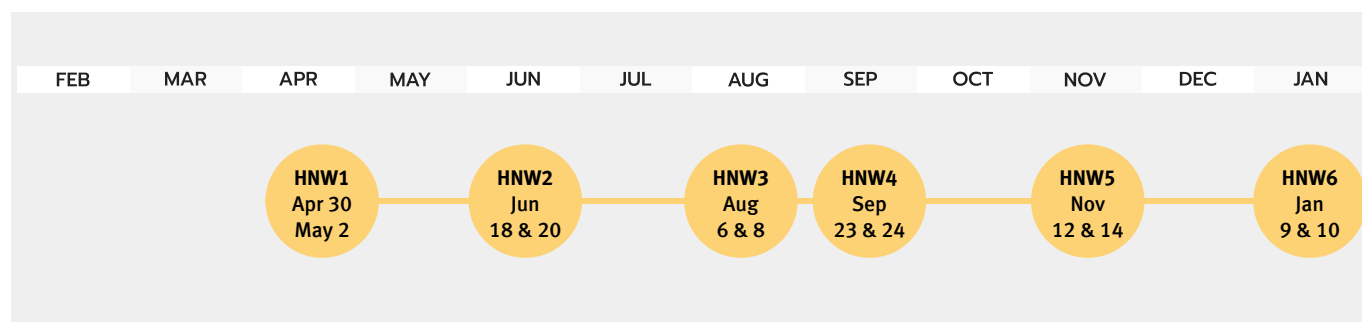 FEB MAR APR MAY JUN JUL AUG SEP OCT NOV DEC JAN
HNW1
Apr 30
May 2
HNW2
Jun
18 & 20
HNW3
Aug
6 & 8
HNW4
Sep
23 & 24
HNW5
Nov
12 & 14
HNW6
Jan
9 & 10